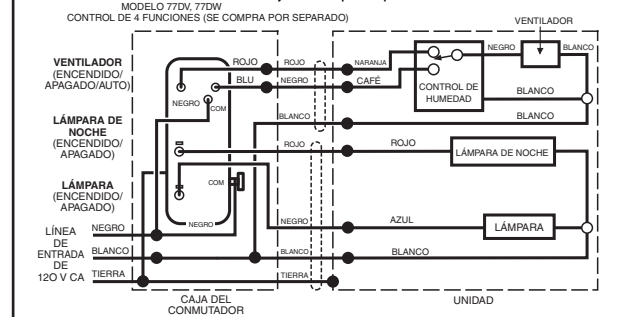 MODELO 77DV, 77DW
CONTROL DE 4 FUNCIONES (SE COMPRA POR SEPARADO)
VENTILADOR
VENTILADOR
(ENCENDIDO/
APAGADO/AUTO)
ROJO
ROJO
NARANJA
NEGRO
BLANCO
BLU
NEGRO
CAFÉ
CONTROL DE
HUMEDAD
BLANCO
NEGRO
COM
BLANCO
BLANCO
LÁMPARA DE
NOCHE
(ENCENDIDO/
APAGADO)
ROJO
ROJO
LÁMPARA DE NOCHE
LÁMPARA
(ENCENDIDO/
APAGADO)
COM
NEGRO
NEGRO
AZUL
LÁMPARA
LÍNEA
DE
ENTRADA
DE
120 V CA
NEGRO
BLANCO
BLANCO
BLANCO
TIERRA
TIERRA
CAJA DEL
CONMUTADOR
UNIDAD